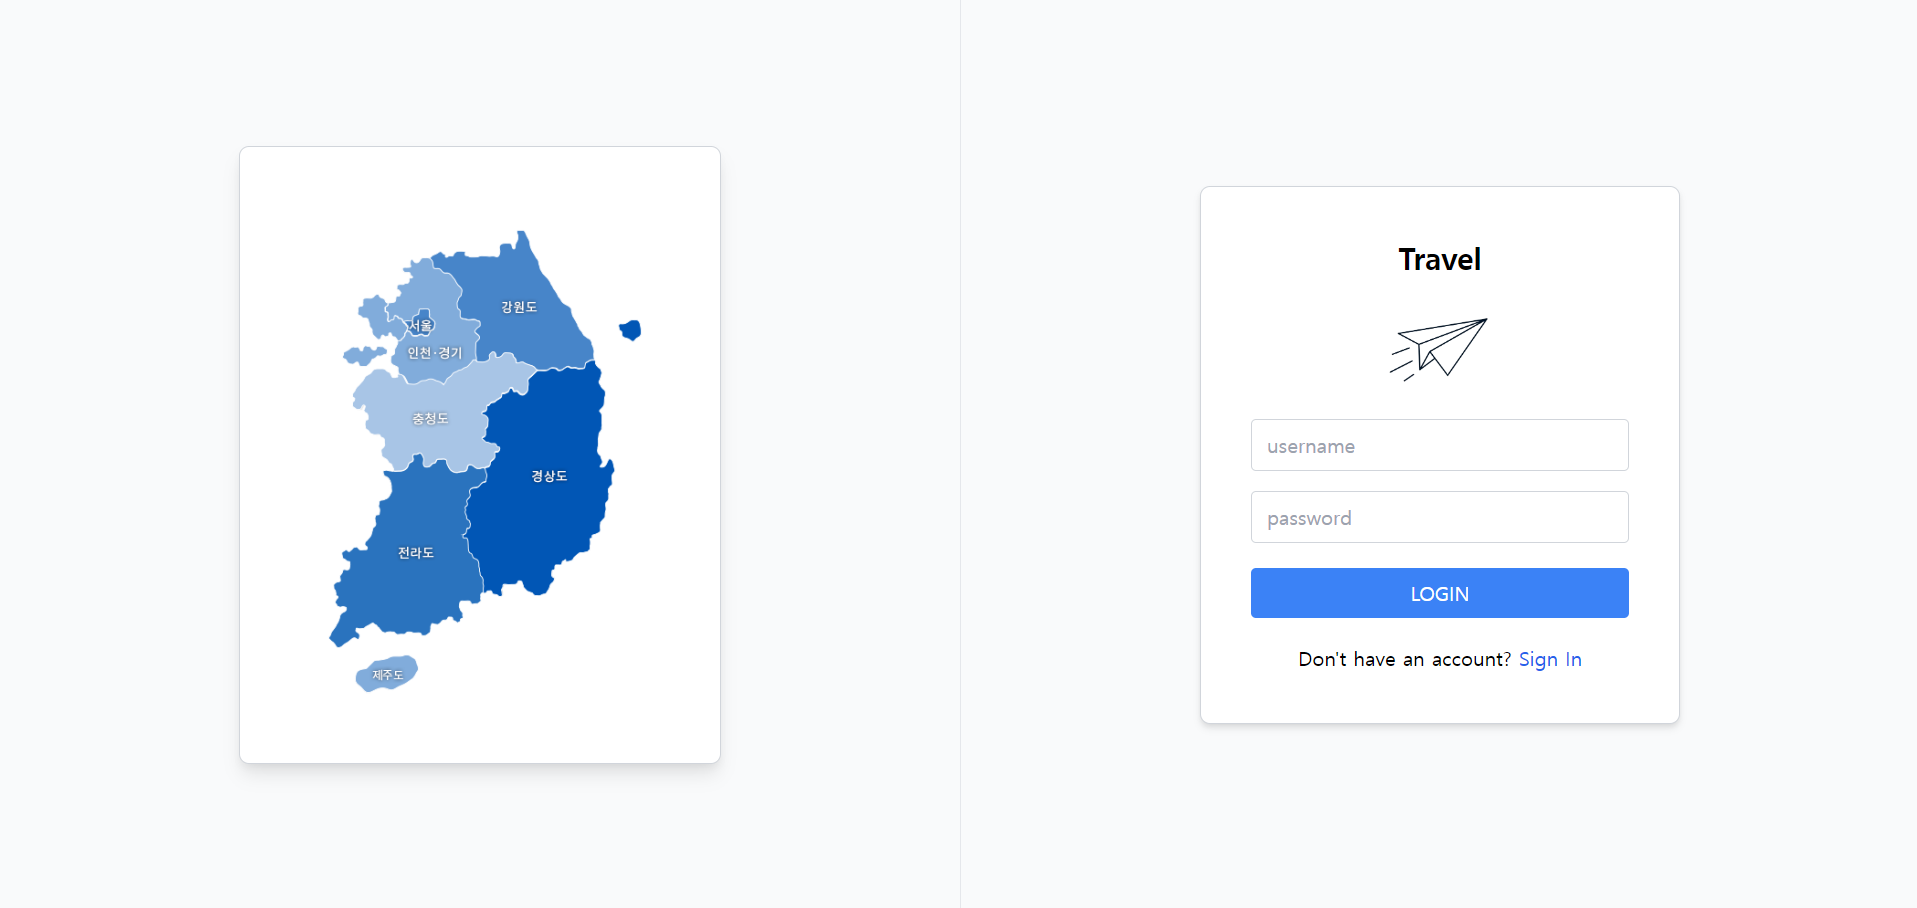 강원도
서울
인천·경기
충청도
경상도
전라도
제주도
Travel
username
password
LOGIN
Don't have an account? Sign In